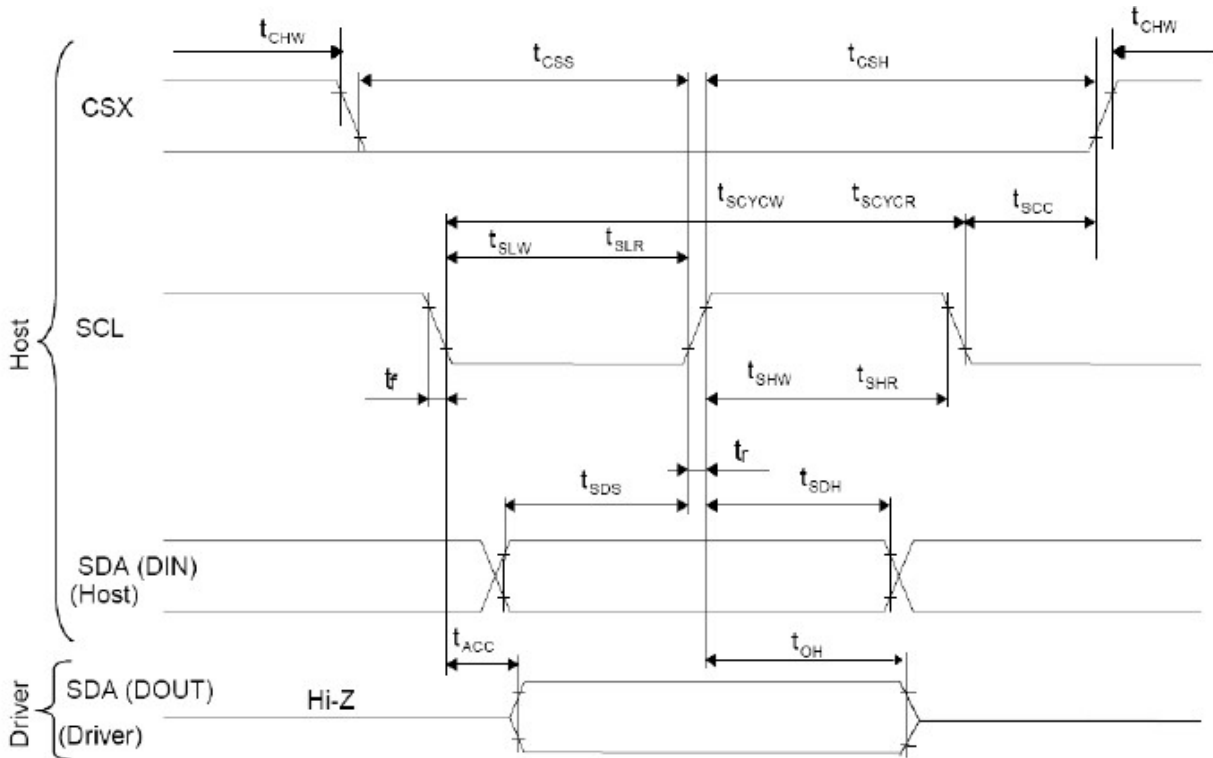 tCHW
tCHW
tCSS
tCSH
CSX
tSCYCW tSCYCR tSCC
tSLW tSLR
Host
SCL
tf
tSHW tSHR
tr
tSDS
tSDH
SDA (DIN)
(Host)
tACC
tOH
Driver
SDA (DOUT)
Hi-Z
(Driver)